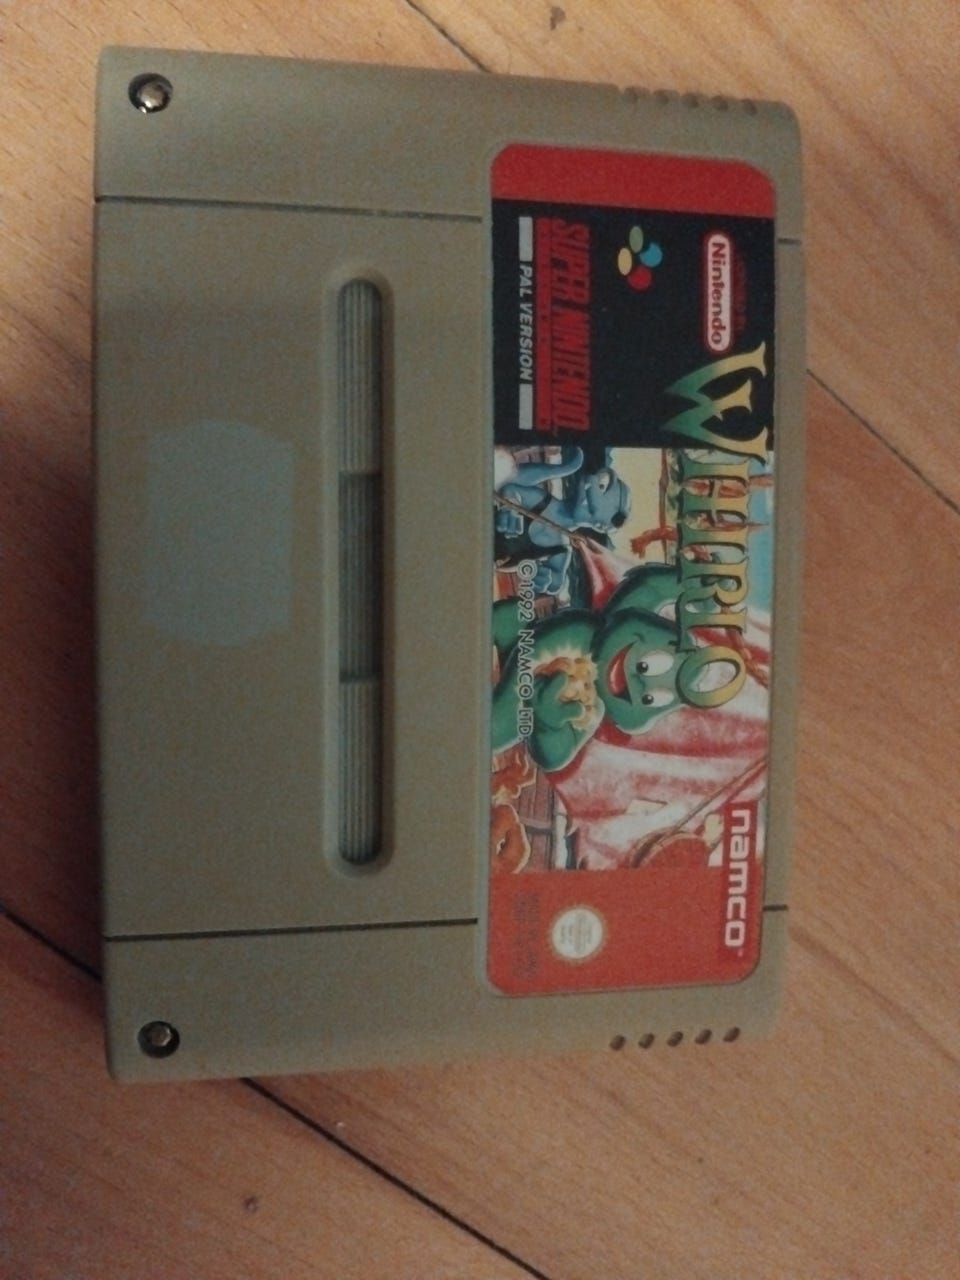 Nintendo
SUPER NINTENDO
PAL VERSION
WHIRLO
©1992 NAMCO LTD.
namco